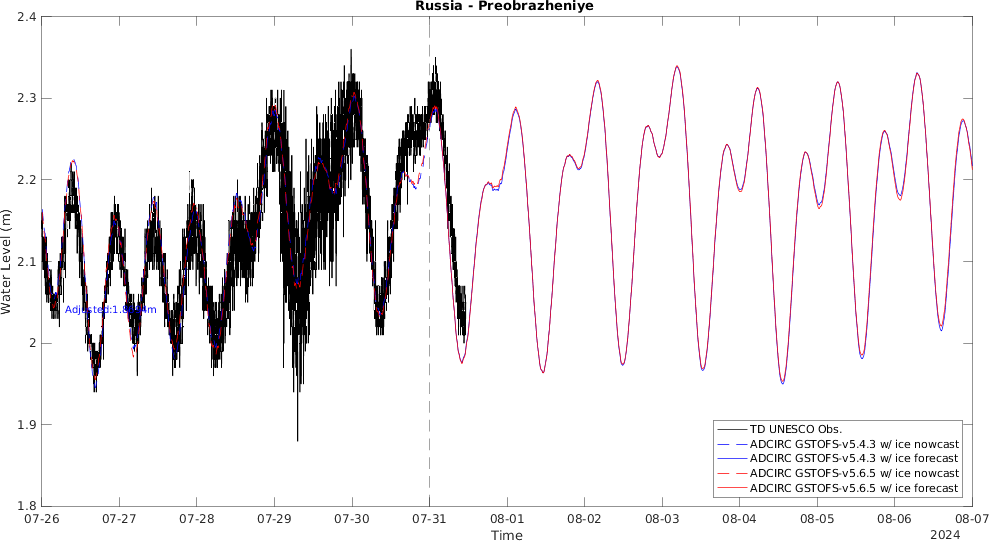 Russia - Preobrazheniye
2.4
2.3
2.2
2.1
2
1.9
1.8
Water Level (m)
TD UNESCO Obs.
ADCIRC GSTOFS-v5.4.3 w/ ice nowcast
ADCIRC GSTOFS-v5.4.3 w/ ice forecast
ADCIRC GSTOFS-v5.6.5 w/ ice nowcast
ADCIRC GSTOFS-v5.6.5 w/ ice forecast
07-26 07-27 07-28 07-29 07-30 07-31 08-01 08-02 08-03 08-04 08-05 08-06 08-07
Time
2024